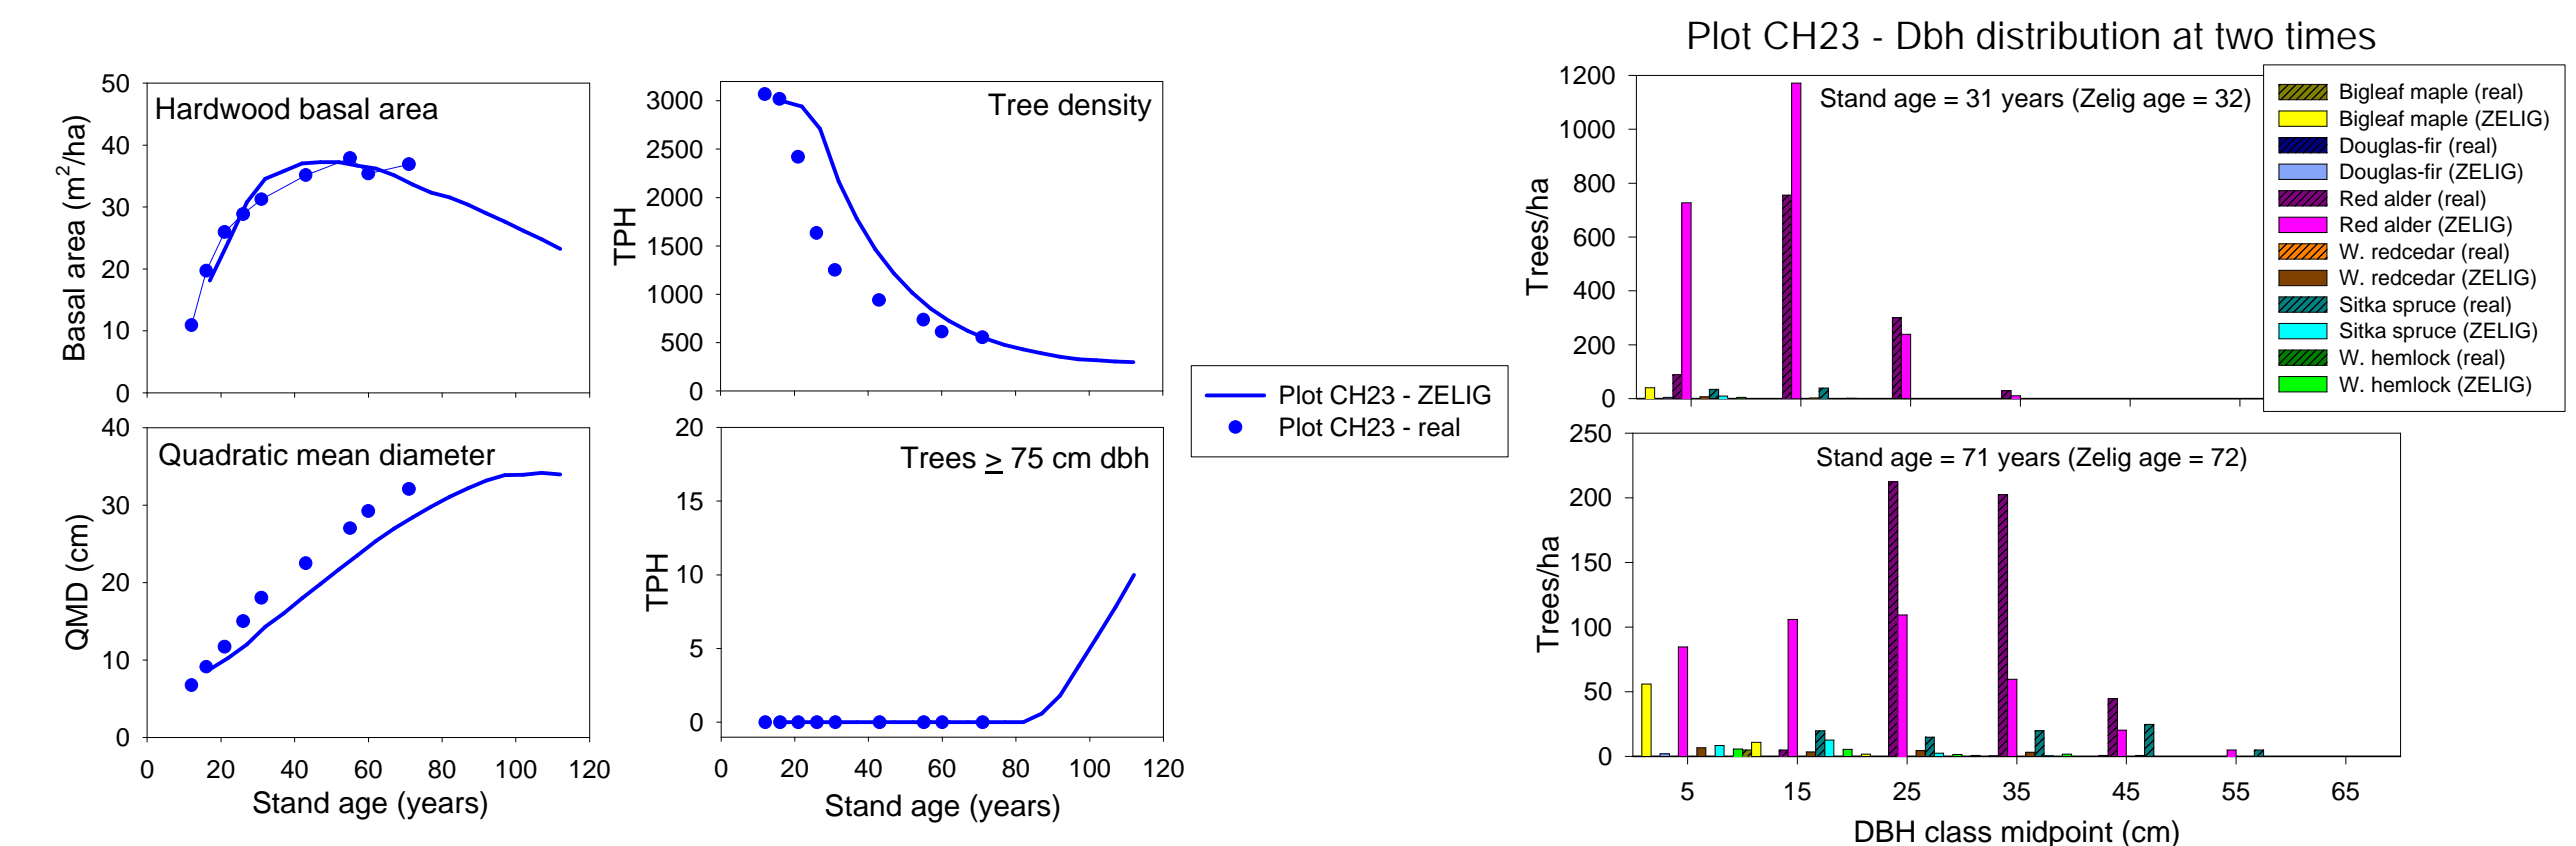 Plot CH23 - Dbh distribution at two times
50
40
30
20
10
0
Basal area (m²/ha)
Hardwood basal area
3000
2500
2000
1500
1000
500
0
TPH
Tree density
40
30
20
10
0
QMD (cm)
Quadratic mean diameter
0 20 40 60 80 100 120
Stand age (years)
20
15
10
5
0
TPH
Trees ≥ 75 cm dbh
0 20 40 60 80 100 120
Stand age (years)
Plot CH23 - ZELIG
Plot CH23 - real
1200
1000
800
600
400
200
0
Trees/ha
Stand age = 31 years (Zelig age = 32)
Bigleaf maple (real)
Bigleaf maple (ZELIG)
Douglas-fir (real)
Douglas-fir (ZELIG)
Red alder (real)
Red alder (ZELIG)
W. redcedar (real)
W. redcedar (ZELIG)
Sitka spruce (real)
Sitka spruce (ZELIG)
W. hemlock (real)
W. hemlock (ZELIG)
250
200
150
100
50
0
Trees/ha
Stand age = 71 years (Zelig age = 72)
5 15 25 35 45 55 65
DBH class midpoint (cm)